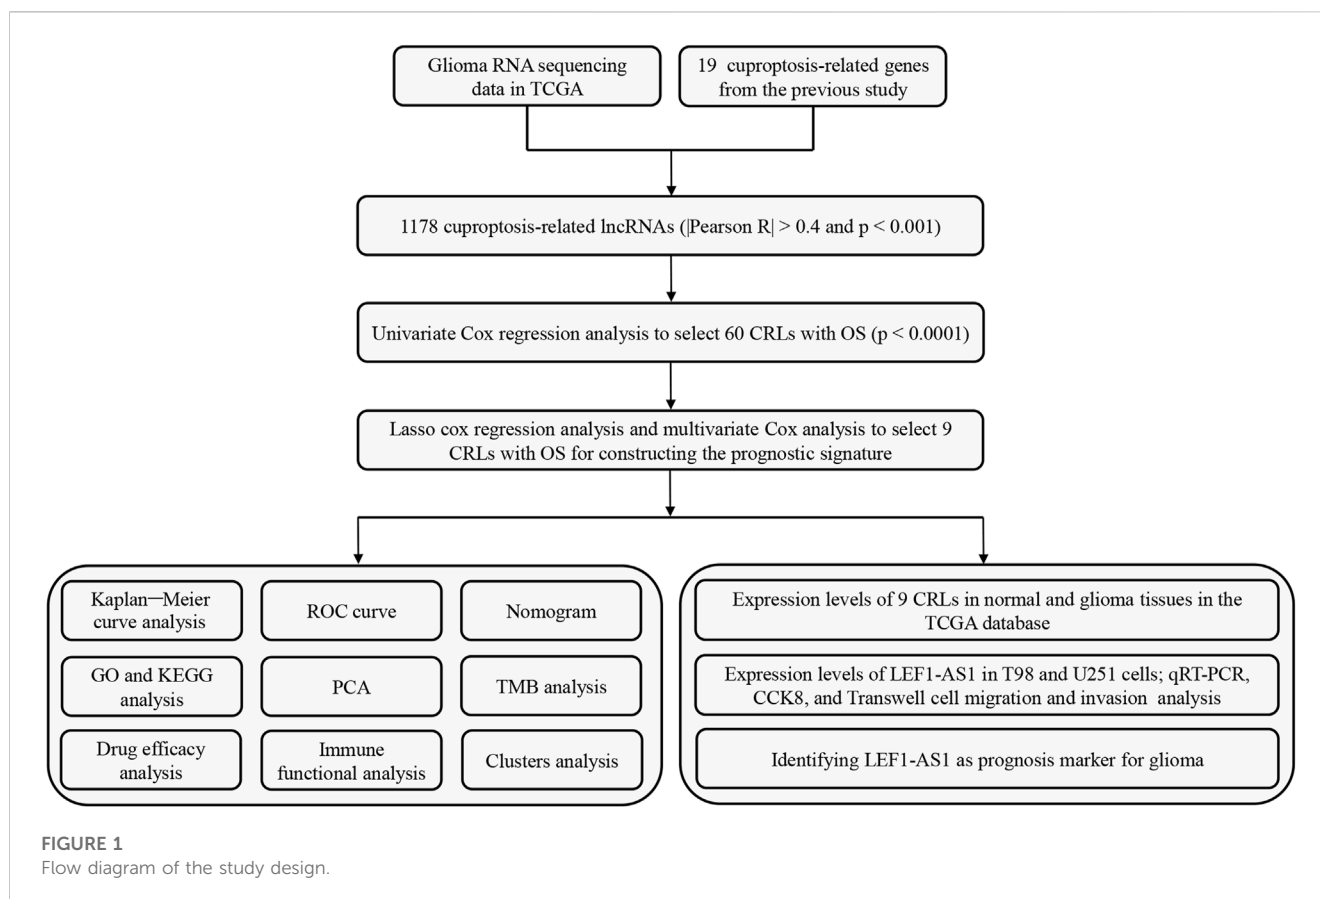 Glioma RNA sequencing
data in TCGA
19 cuproptosis-related genes
from the previous study
1178 cuproptosis-related lncRNAs (|Pearson R| > 0.4 and p < 0.001)
Univariate Cox regression analysis to select 60 CRLs with OS (p < 0.0001)
Lasso cox regression analysis and multivariate Cox analysis to select 9
CRLs with OS for constructing the prognostic signature
Kaplan—Meier
curve analysis
ROC curve
Nomogram
GO and KEGG
analysis
PCA
TMB analysis
Drug efficacy
analysis
Immune
functional analysis
Clusters analysis
Expression levels of 9 CRLs in normal and glioma tissues in the
TCGA database
Expression levels of LEF1-AS1 in T98 and U251 cells; qRT-PCR,
CCK8, and Transwell cell migration and invasion analysis
Identifying LEF1-AS1 as prognosis marker for glioma
FIGURE 1
Flow diagram of the study design.